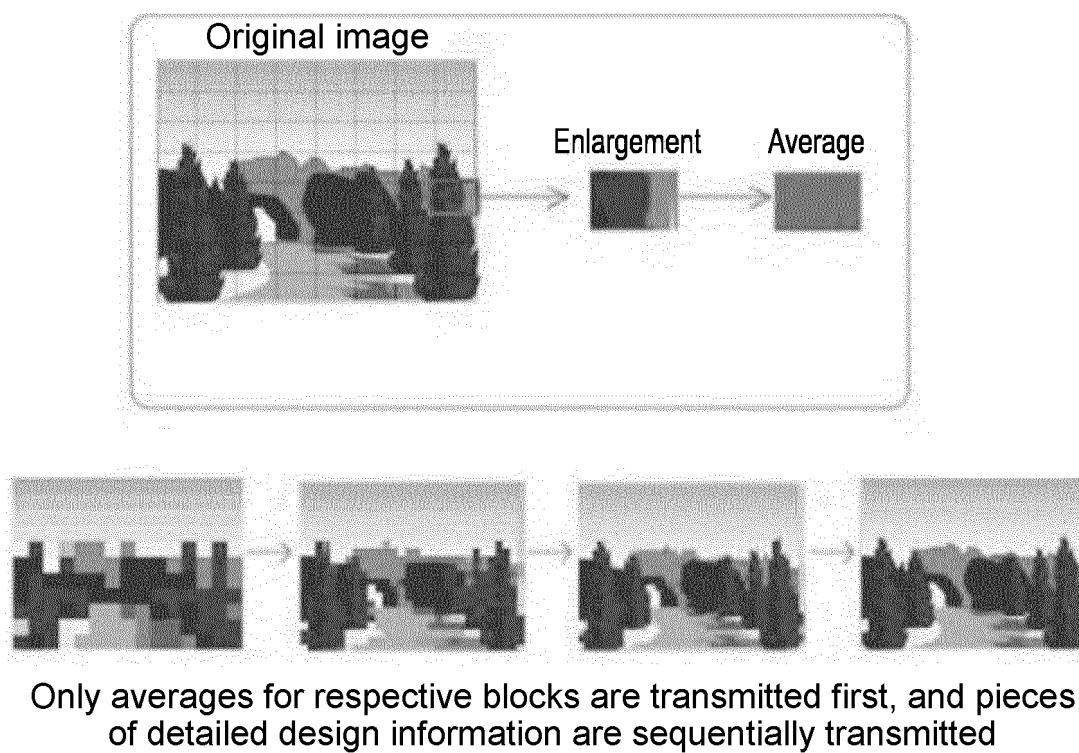 Original image
Enlargement
Average
Only averages for respective blocks are transmitted first, and pieces
of detailed design information are sequentially transmitted